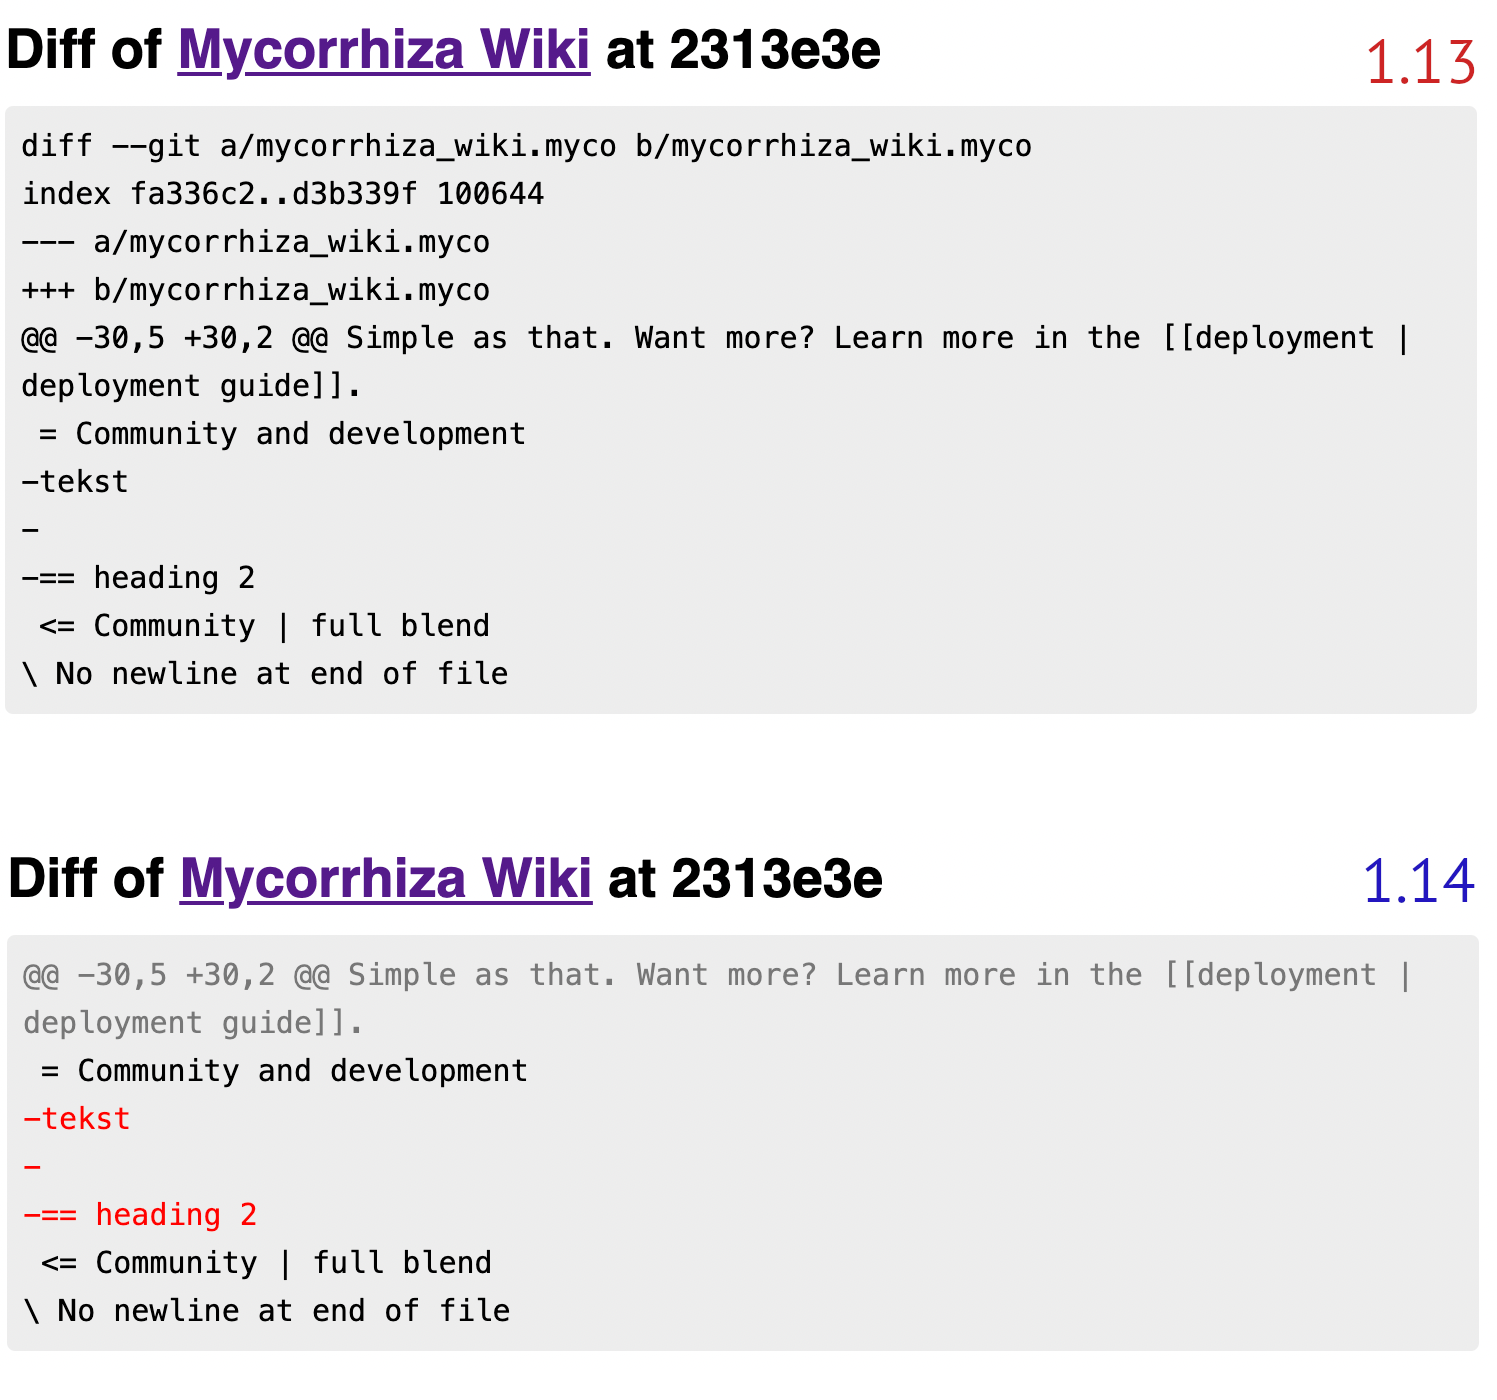 Diff of Mycorrhiza Wiki at 2313e3e
1.13
diff --git a/mycorrhiza_wiki.myco b/mycorrhiza_wiki.myco
index fa336c2..d3b339f 100644
--- a/mycorrhiza_wiki.myco
+++ b/mycorrhiza_wiki.myco
@@ -30,5 +30,2 @@ Simple as that. Want more? Learn more in the [[deployment |
deployment guide]].
 = Community and development
-tekst
-
-== heading 2
 <= Community | full blend
\ No newline at end of file
Diff of Mycorrhiza Wiki at 2313e3e
1.14
@@ -30,5 +30,2 @@ Simple as that. Want more? Learn more in the [[deployment |
deployment guide]].
 = Community and development
-tekst
-
-== heading 2
 <= Community | full blend
\ No newline at end of file